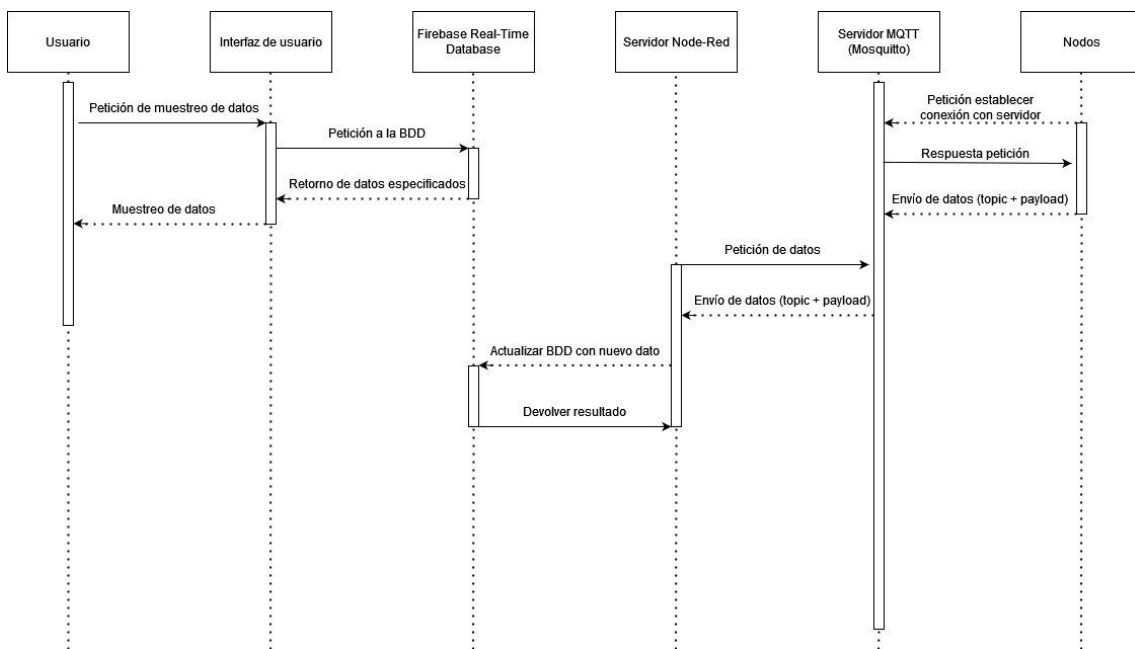 Usuario
Interfaz de usuario
Firebase Real-Time
Database
Servidor Node-Red
Servidor MQTT
(Mosquitto)
Nodos
Petición de muestreo de datos
Petición establecer
conexión con servidor
Petición a la BDD
Respuesta petición
Retorno de datos especificados
Envío de datos (topic + payload)
Muestreo de datos
Petición de datos
Envío de datos (topic + payload)
Actualizar BDD con nuevo dato
Devolver resultado